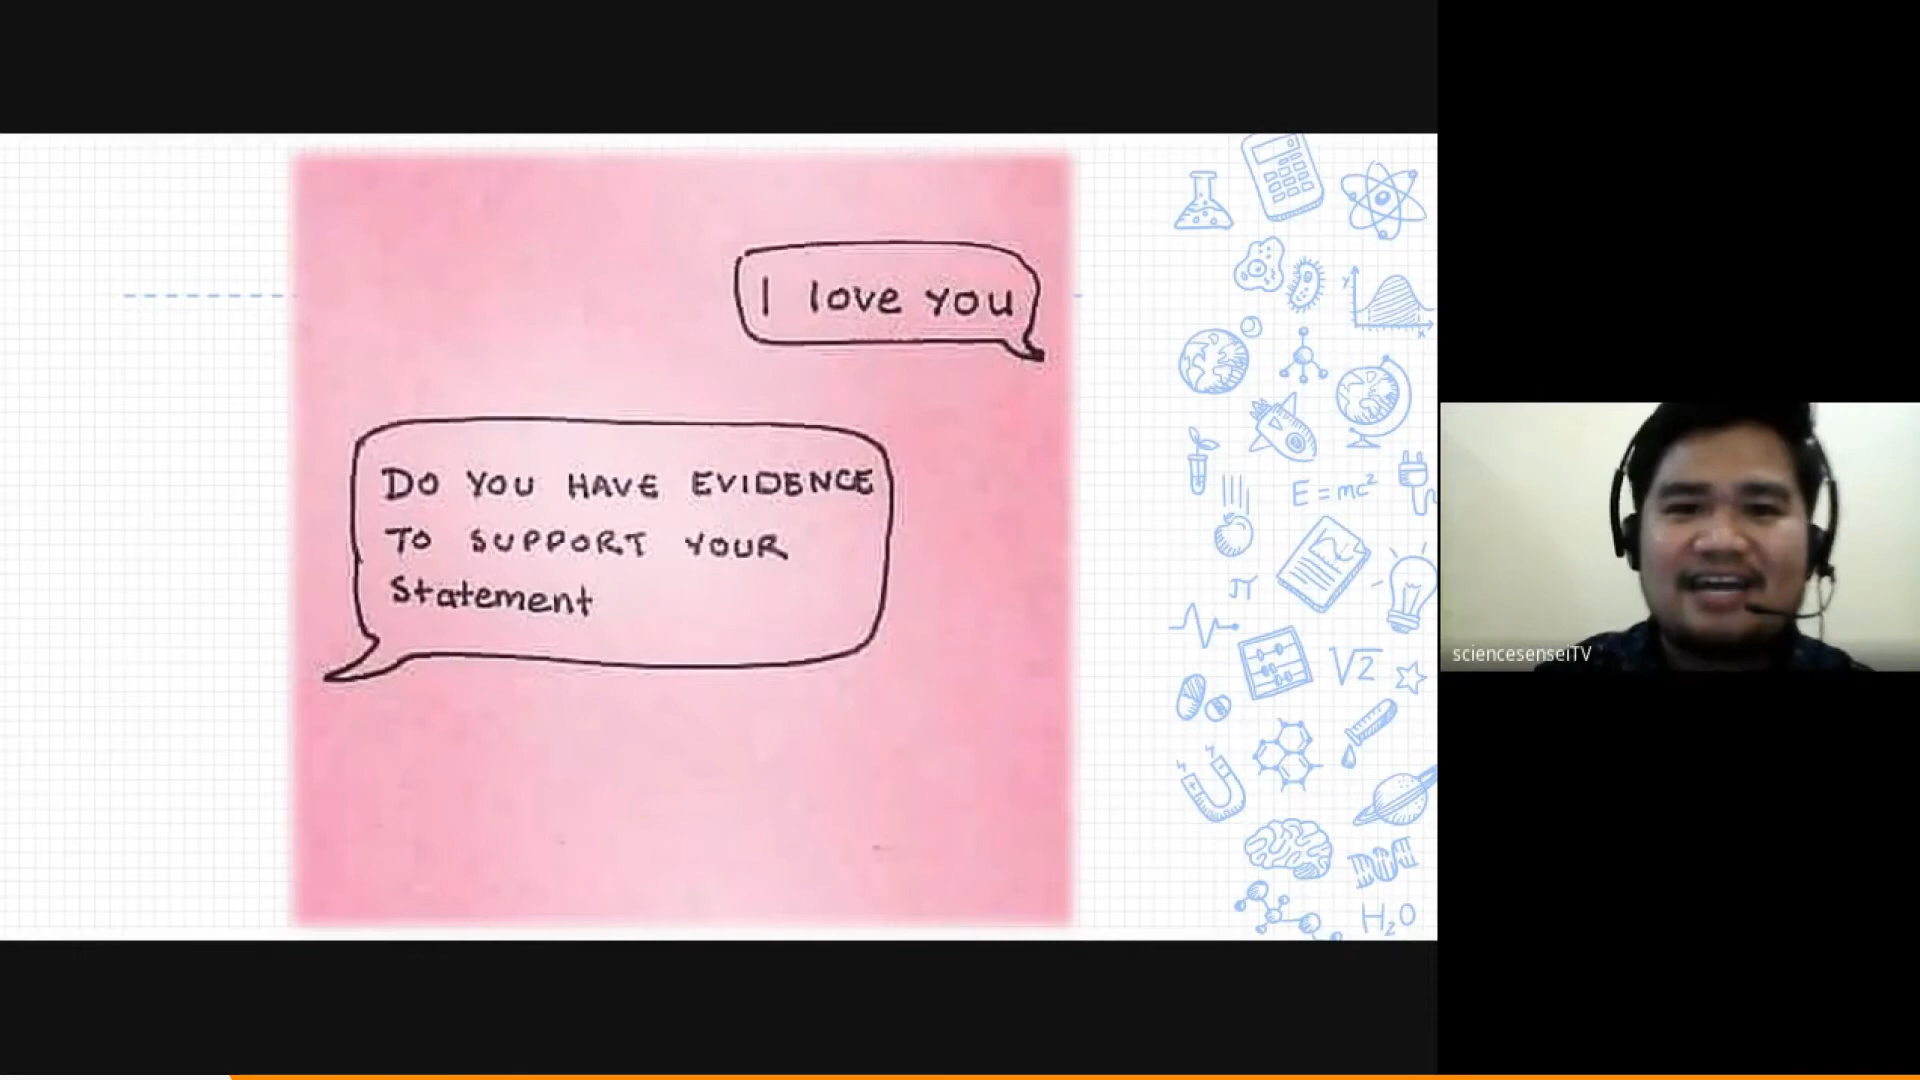 I love you
DO YOU HAVE EVIDENCE
TO SUPPORT YOUR
Statement
E=mc²
π
√2
H₂O
y
x
sciencesenseiTV